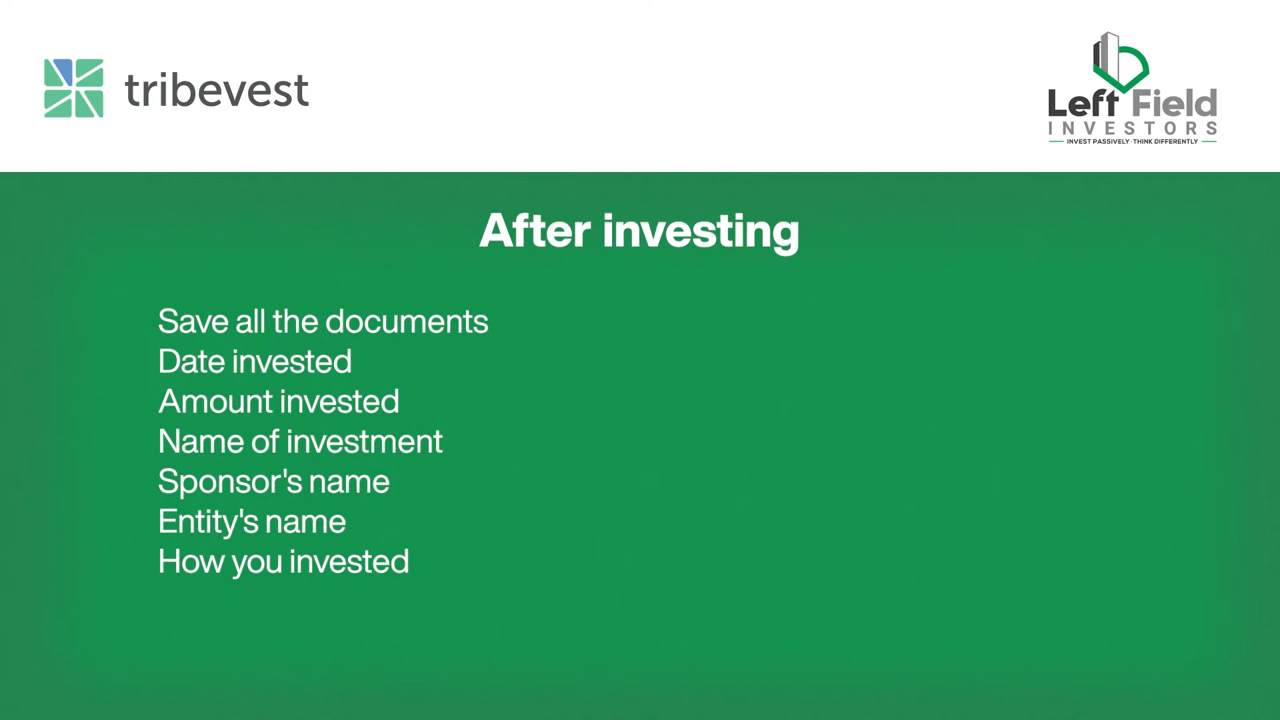 tribevest
Left Field
INVESTORS
INVEST PASSIVELY · THINK DIFFERENTLY
After investing
Save all the documents
Date invested
Amount invested
Name of investment
Sponsor's name
Entity's name
How you invested